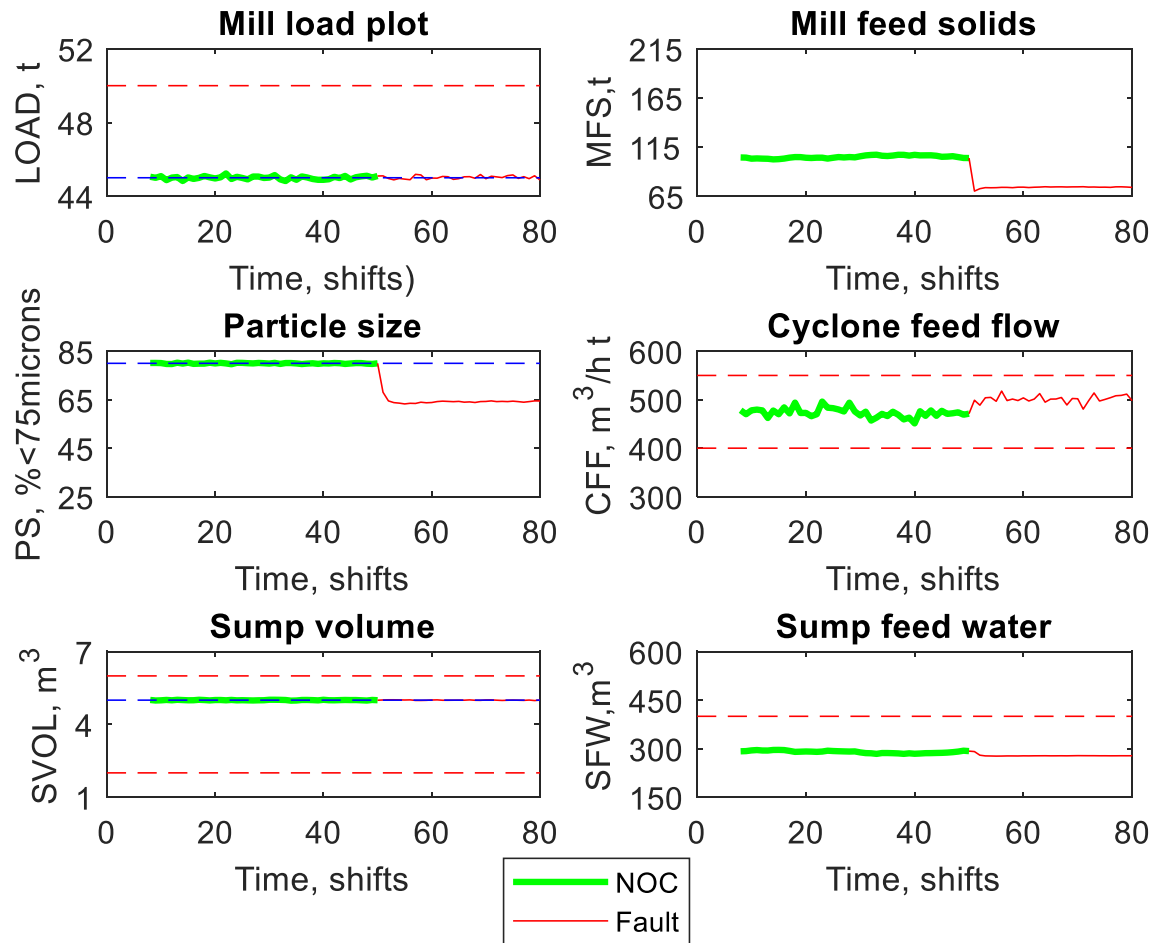 Mill load plot
LOAD, t
52
48
44
0 20 40 60 80
Time, shifts)
Mill feed solids
MFS,t
215
165
115
65
0 20 40 60 80
Time, shifts
Particle size
PS, %<75microns
85
65
45
25
0 20 40 60 80
Time, shifts
Cyclone feed flow
CFF, m³/h t
600
500
400
300
0 20 40 60 80
Time, shifts
Sump volume
SVOL, m³
7
4
1
0 20 40 60 80
Time, shifts
Sump feed water
SFW,m³
600
450
300
150
0 20 40 60 80
Time, shifts
NOC
Fault